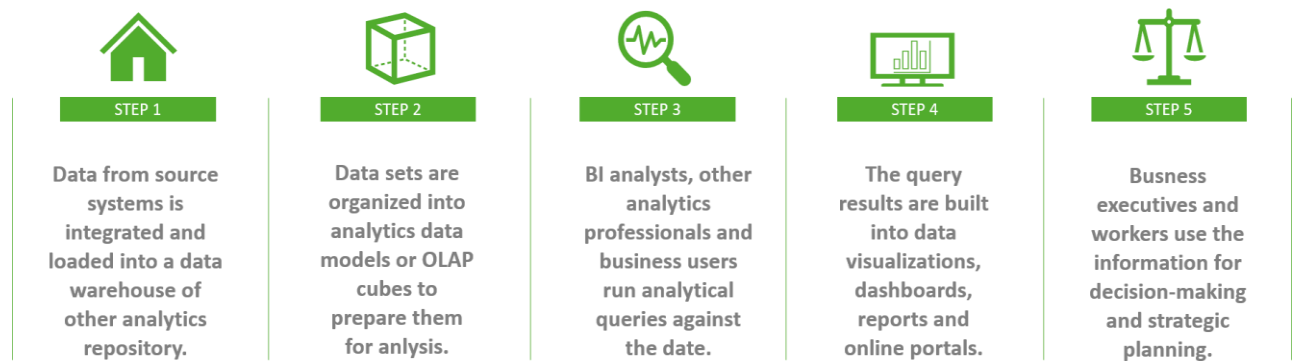 STEP 1
Data from source
systems is
integrated and
loaded into a data
warehouse of
other analytics
repository.
STEP 2
Data sets are
organized into
analytics data
models or OLAP
cubes to
prepare them
for anlysis.
STEP 3
BI analysts, other
analytics
professionals and
business users
run analytical
queries against
the date.
STEP 4
The query
results are built
into data
visualizations,
dashboards,
reports and
online portals.
STEP 5
Busness
executives and
workers use the
information for
decision-making
and strategic
planning.